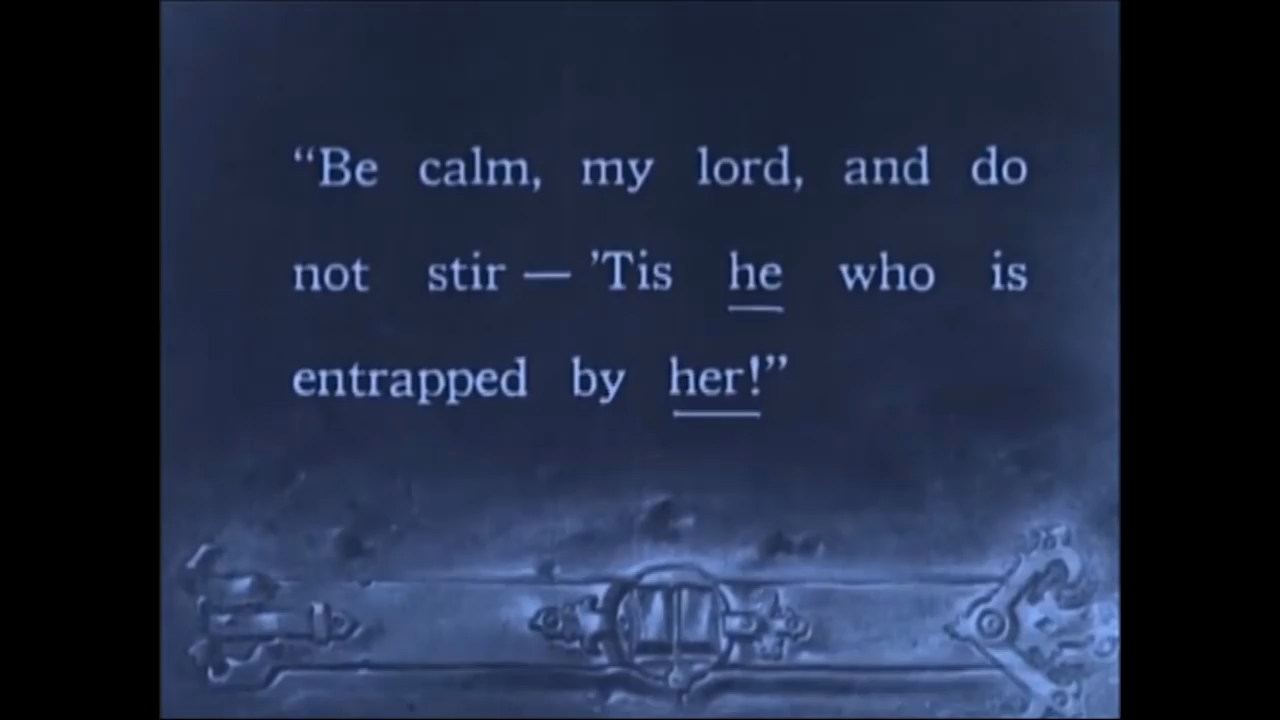 “Be calm, my lord, and do
not stir — ’Tis he who is
entrapped by her!”